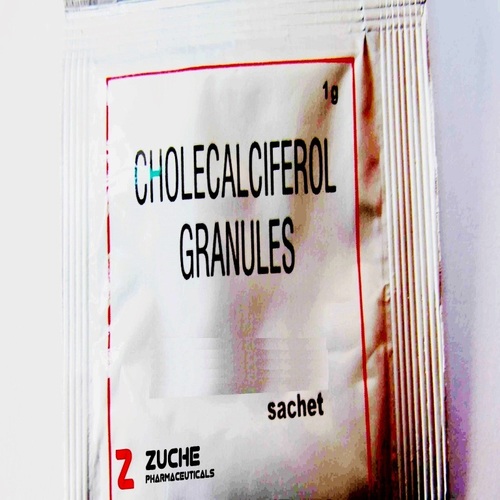 1g
CHOLECALCIFEROL
GRANULES
sachet
Z ZUCHE
PHARMACEUTICALS